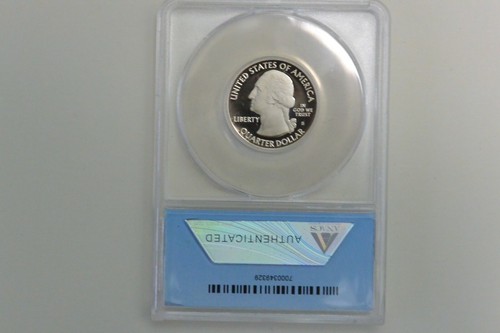 UNITED STATES OF AMERICA
LIBERTY
IN
GOD WE
TRUST
S
QUARTER DOLLAR
ANACS
AUTHENTICATED
7000349329